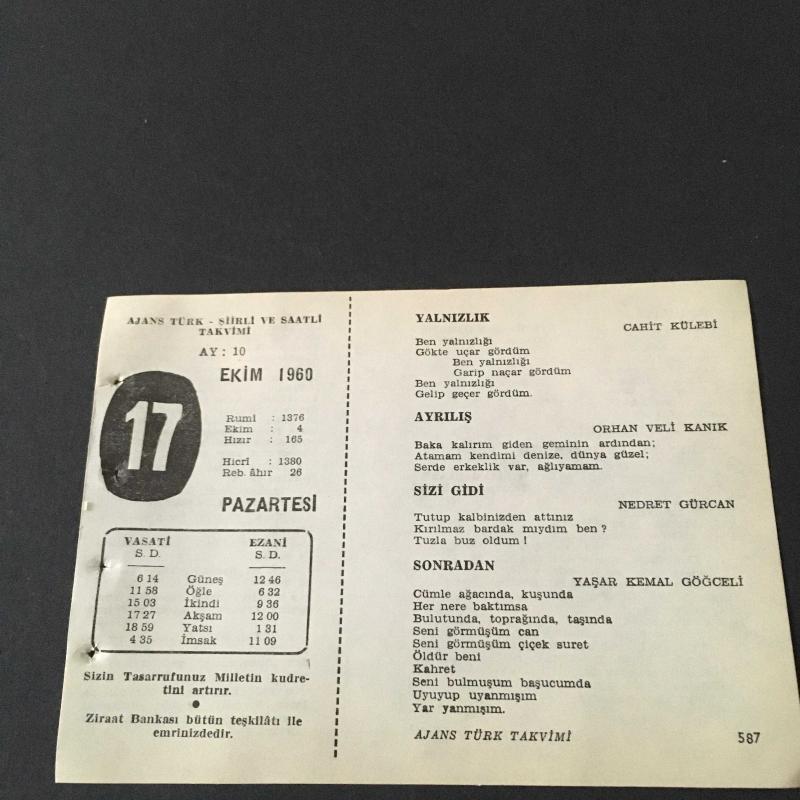 AJANS TÜRK - ŞİİRLİ VE SAATLİ
TAKVİMİ
AY : 10
EKİM 1960
17
Rumî : 1376
Ekim : 4
Hızır : 165
Hicrî : 1380
Reb. âhır 26
PAZARTESİ
VASATİ EZANİ
S. D. S. D.
6 14 Güneş 12 46
11 58 Öğle 6 32
15 03 İkindi 9 36
17 27 Akşam 12 00
18 59 Yatsı 1 31
4 35 İmsak 11 09
Sizin Tasarrufunuz Milletin kudre-
tini artırır.
Ziraat Bankası bütün teşkilâtı ile
emrinizdedir.
YALNIZLIK
CAHİT KÜLEBİ
Ben yalnızlığı
Gökte uçar gördüm
Ben yalnızlığı
Garip naçar gördüm
Ben yalnızlığı
Gelip geçer gördüm.
AYRILIŞ
ORHAN VELİ KANIK
Baka kalırım giden geminin ardından;
Atamam kendimi denize, dünya güzel;
Serde erkeklik var, ağlıyamam.
SİZİ GİDİ
NEDRET GÜRCAN
Tutup kalbinizden attınız
Kırılmaz bardak mıydım ben ?
Tuzla buz oldum !
SONRADAN
YAŞAR KEMAL GÖĞCELİ
Cümle ağacında, kuşunda
Her nere baktımsa
Bulutunda, toprağında, taşında
Seni görmüşüm can
Seni görmüşüm çiçek suret
Öldür beni
Kahret
Seni bulmuşum başucumda
Uyuyup uyanmışım
Yar yanmışım.
AJANS TÜRK TAKVİMİ 587